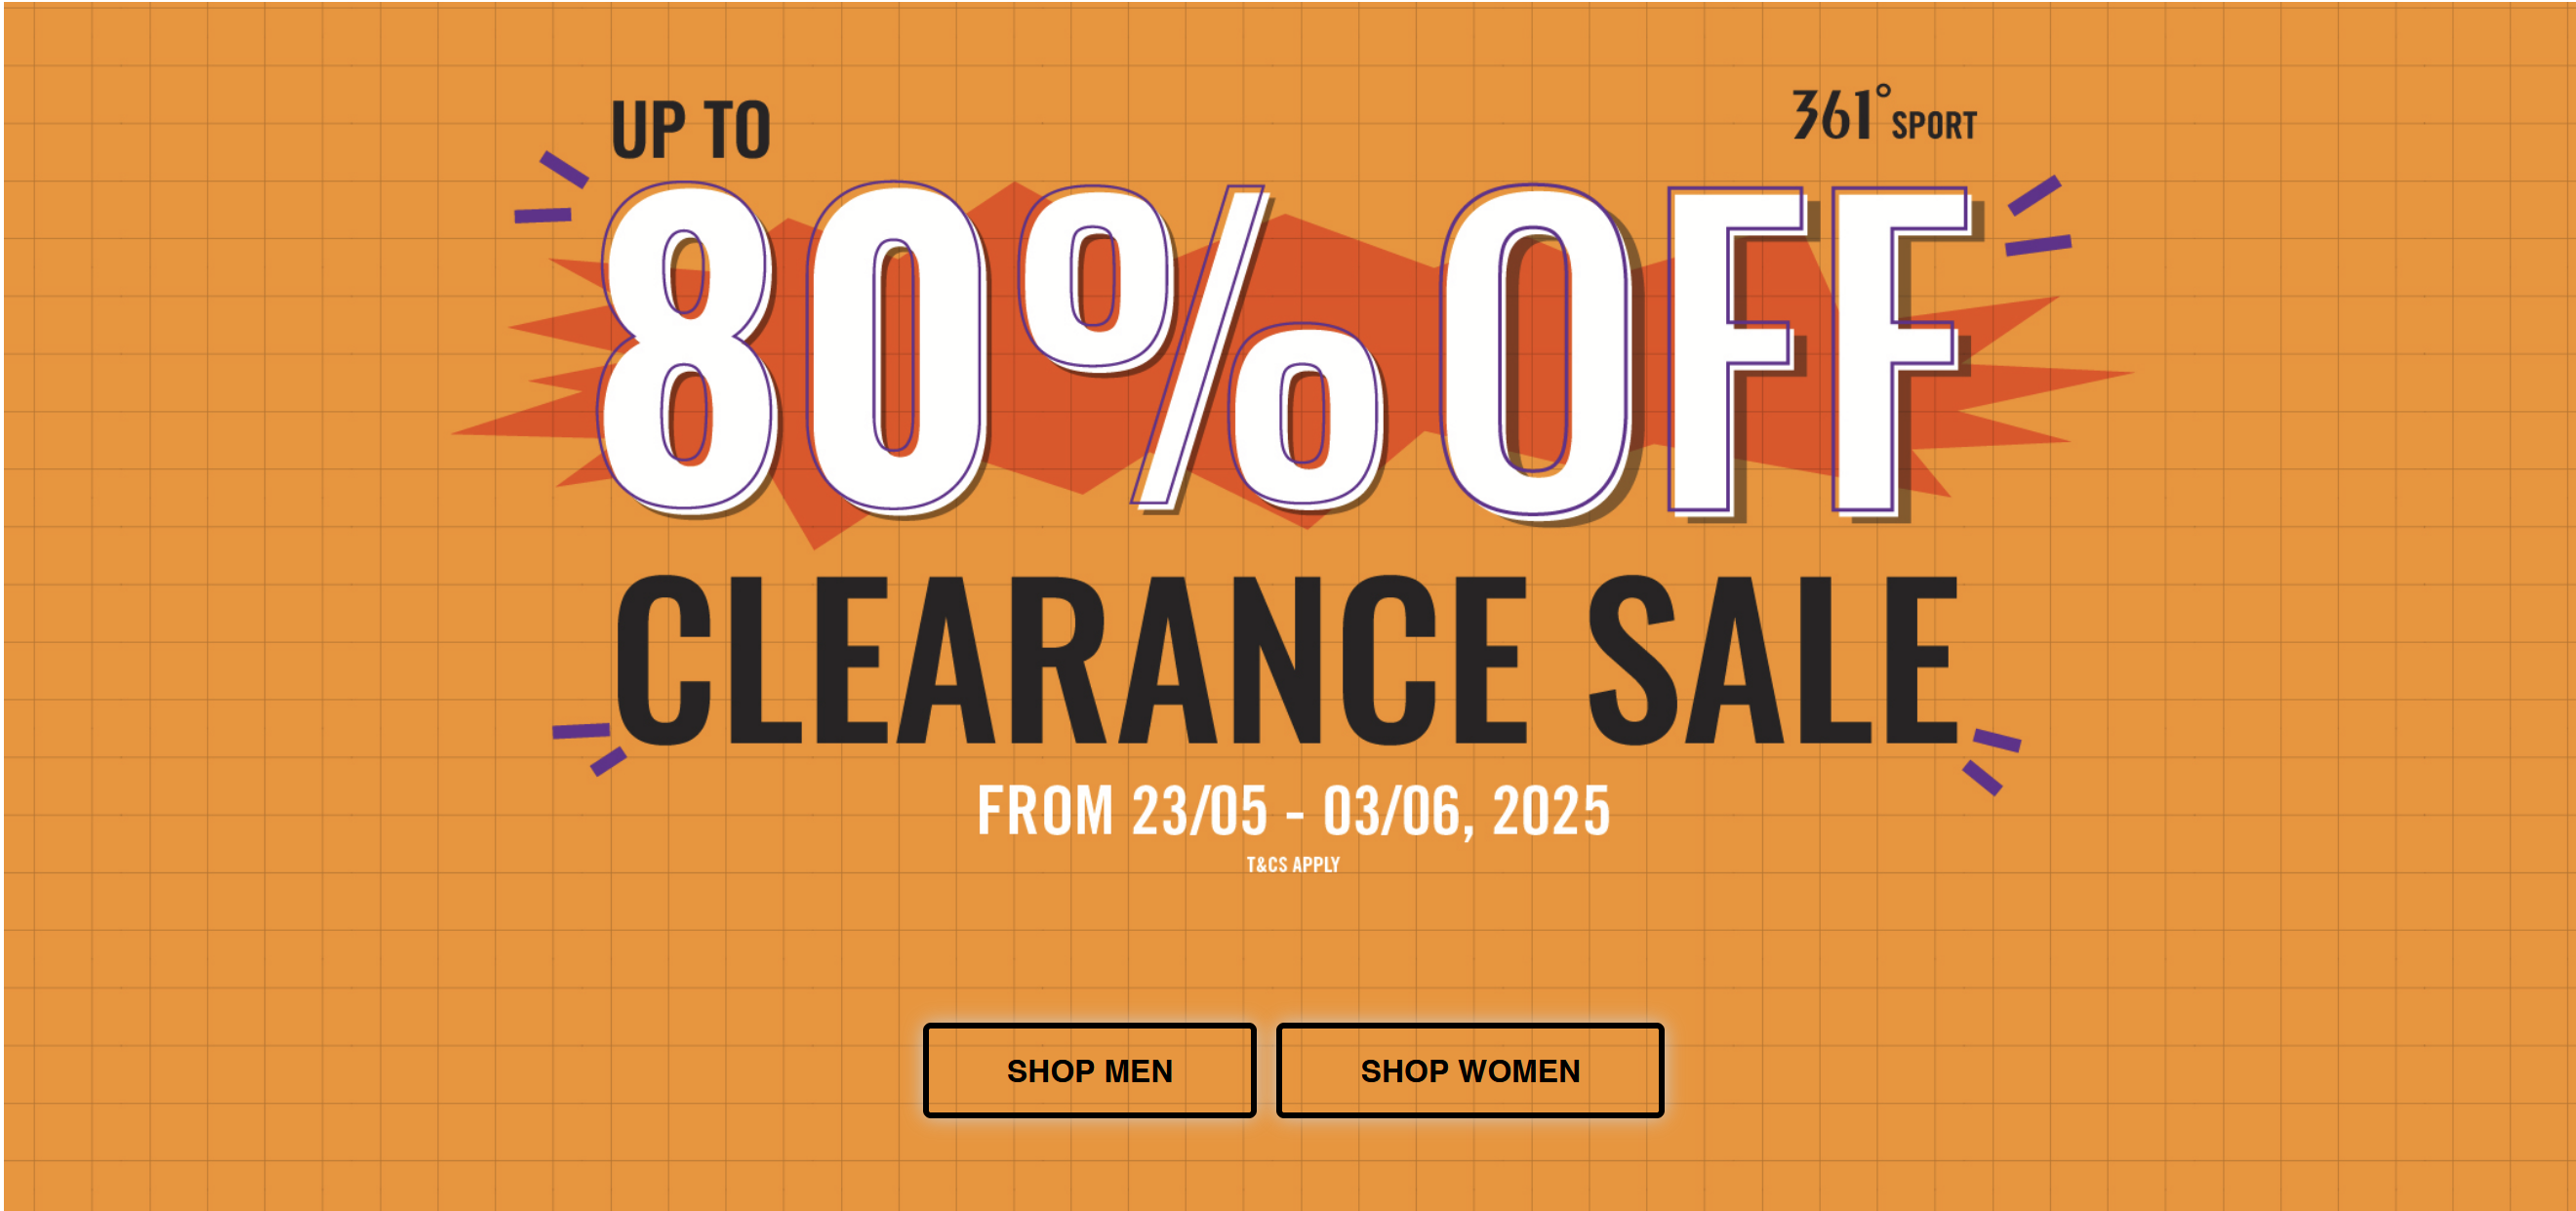 UP TO
361° SPORT
80% OFF
CLEARANCE SALE
FROM 23/05 - 03/06, 2025
T&CS APPLY
SHOP MEN
SHOP WOMEN